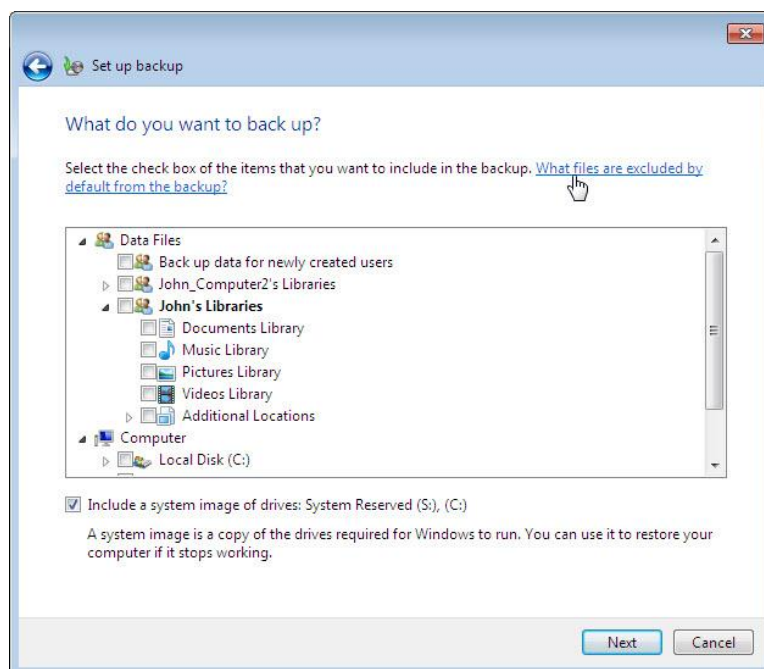 Set up backup
What do you want to back up?
Select the check box of the items that you want to include in the backup. What files are excluded by
default from the backup?
Data Files
Back up data for newly created users
John_Computer2's Libraries
John's Libraries
Documents Library
Music Library
Pictures Library
Videos Library
Additional Locations
Computer
Local Disk (C:)
Include a system image of drives: System Reserved (S:), (C:)
A system image is a copy of the drives required for Windows to run. You can use it to restore your
computer if it stops working.
Next Cancel